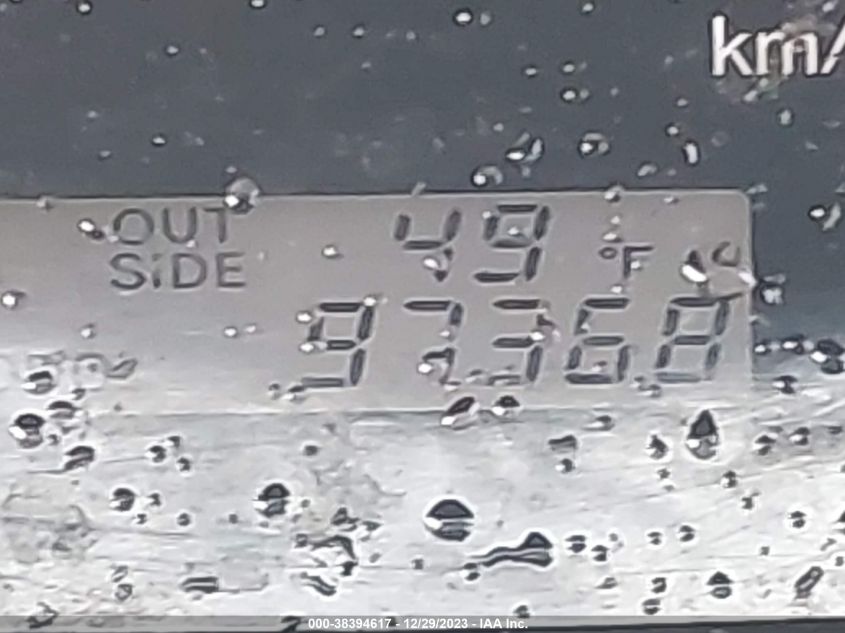 km/
OUT 49 °F
SiDE
97368
000-38394617 - 12/29/2023 - IAA Inc.